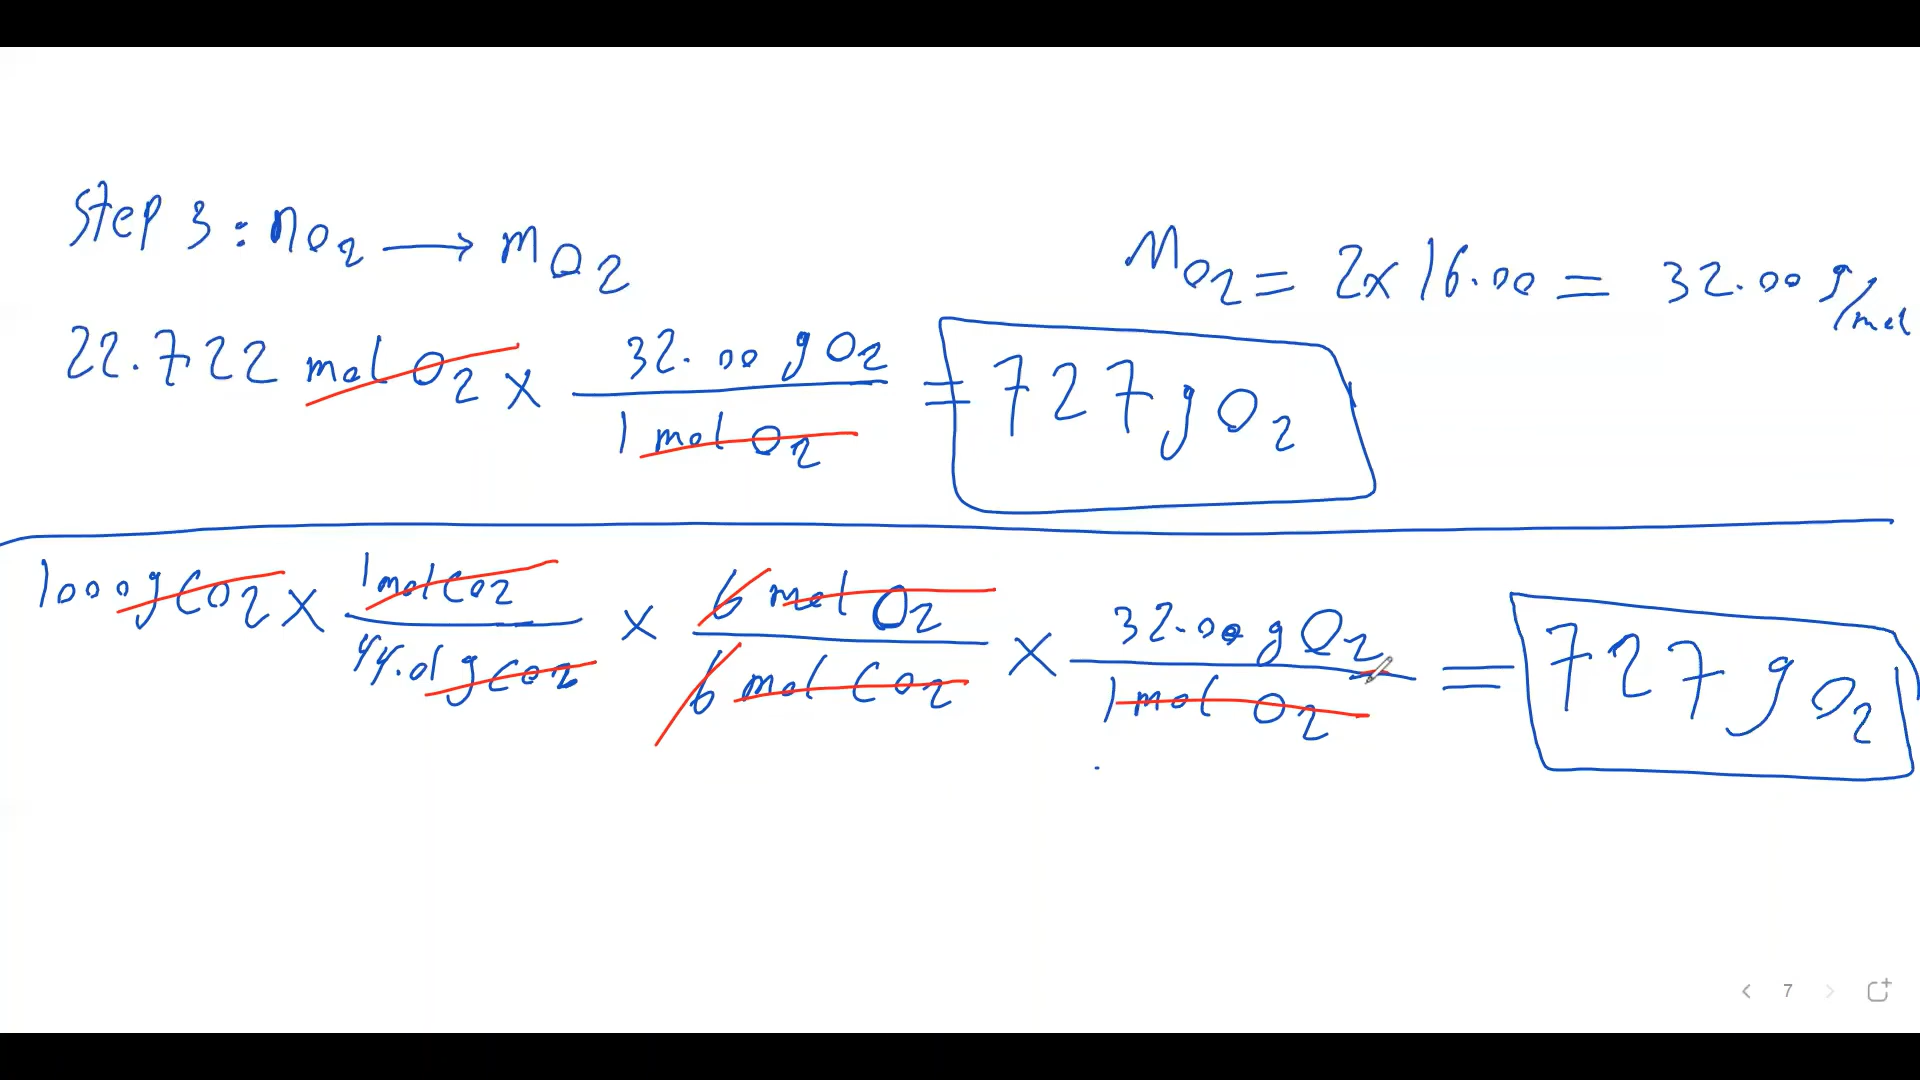 Step 3: nO2 → mO2
MO2 = 2x16.00 = 32.00 g/mol
22.722 mol O2 x 32.00 g O2 / 1 mol O2 = 727 g O2
1000 g CO2 x 1 mol CO2 / 44.01 g CO2 x 6 mol O2 / 6 mol CO2 x 32.00 g O2 / 1 mol O2 = 727 g O2
7